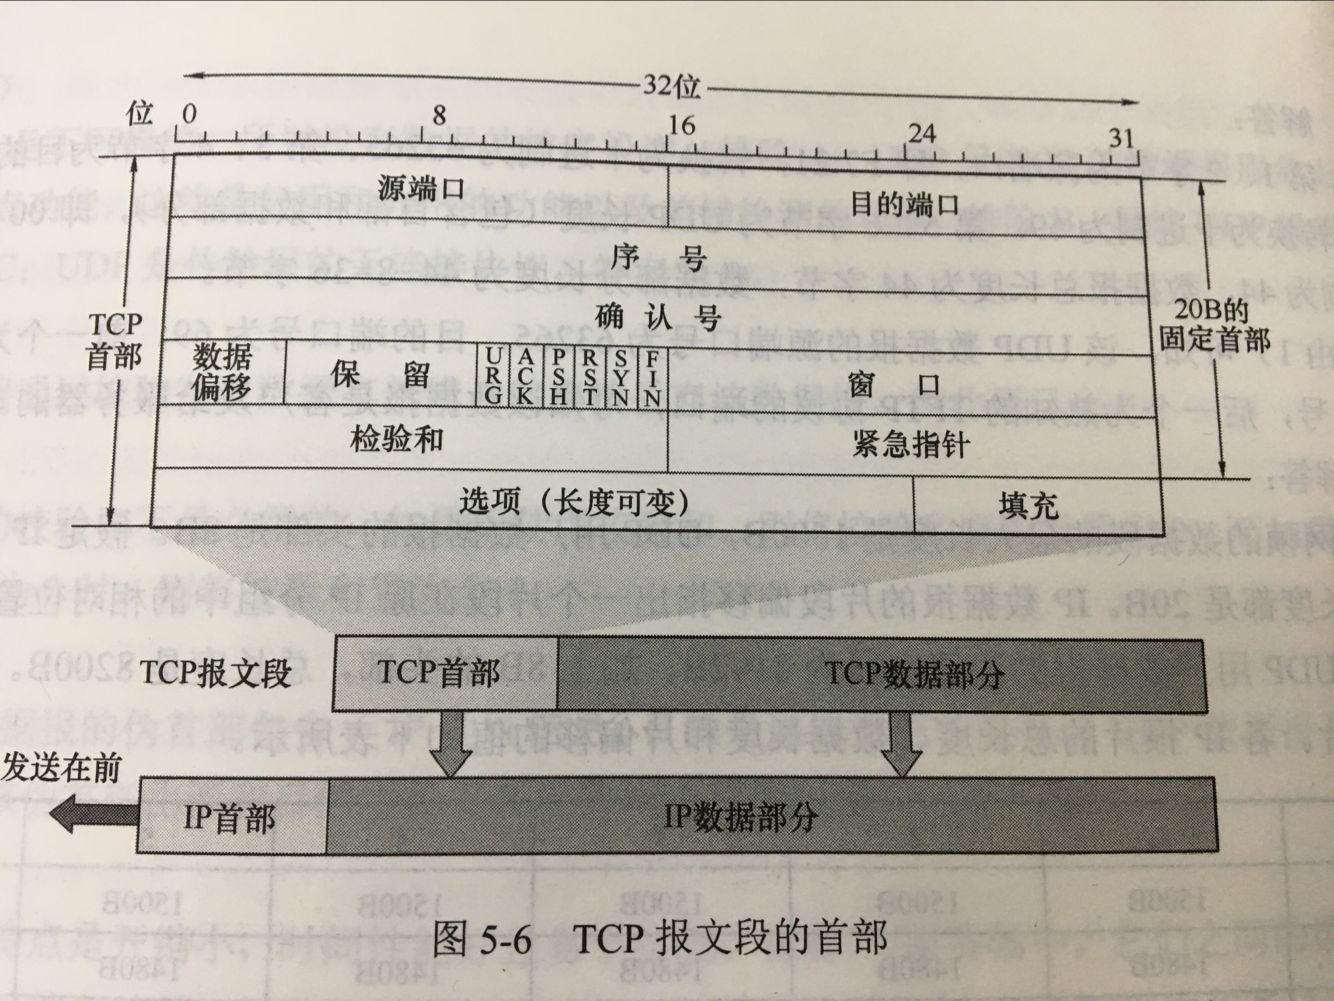 32位
位 0 8 16 24 31
源端口 目的端口
序 号
TCP
首部
确 认 号
20B的
固定首部
数据
偏移
保 留
URG ACK PSH RST SYN FIN
窗 口
检验和 紧急指针
选项（长度可变） 填充
TCP报文段 TCP首部 TCP数据部分
发送在前
IP首部 IP数据部分
图 5-6 TCP 报文段的首部